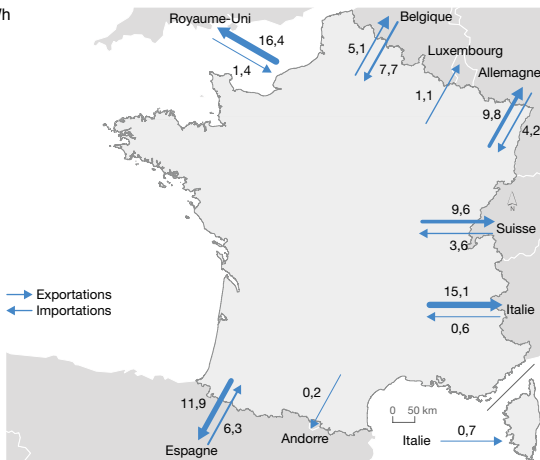 /h
Royaume-Uni
16,4
1,4
Belgique
5,1
7,7
Luxembourg
1,1
Allemagne
9,8
4,2
N
9,6
Suisse
3,6
15,1
Italie
0,6
Exportations
Importations
11,9
6,3
Espagne
0,2
Andorre
0 50 km
Italie
0,7